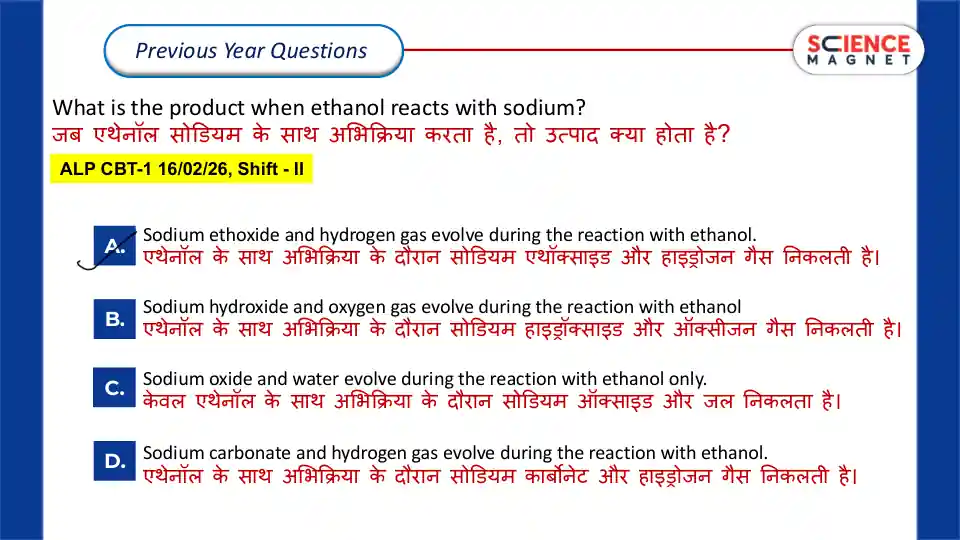 Previous Year Questions
SCIENCE
MAGNET
What is the product when ethanol reacts with sodium?
जब एथेनॉल सोडियम के साथ अभिक्रिया करता है, तो उत्पाद क्या होता है?
ALP CBT-1 16/02/26, Shift - II
A.
Sodium ethoxide and hydrogen gas evolve during the reaction with ethanol.
एथेनॉल के साथ अभिक्रिया के दौरान सोडियम एथॉक्साइड और हाइड्रोजन गैस निकलती है।
B.
Sodium hydroxide and oxygen gas evolve during the reaction with ethanol
एथेनॉल के साथ अभिक्रिया के दौरान सोडियम हाइड्रॉक्साइड और ऑक्सीजन गैस निकलती है।
C.
Sodium oxide and water evolve during the reaction with ethanol only.
केवल एथेनॉल के साथ अभिक्रिया के दौरान सोडियम ऑक्साइड और जल निकलता है।
D.
Sodium carbonate and hydrogen gas evolve during the reaction with ethanol.
एथेनॉल के साथ अभिक्रिया के दौरान सोडियम कार्बोनेट और हाइड्रोजन गैस निकलती है।